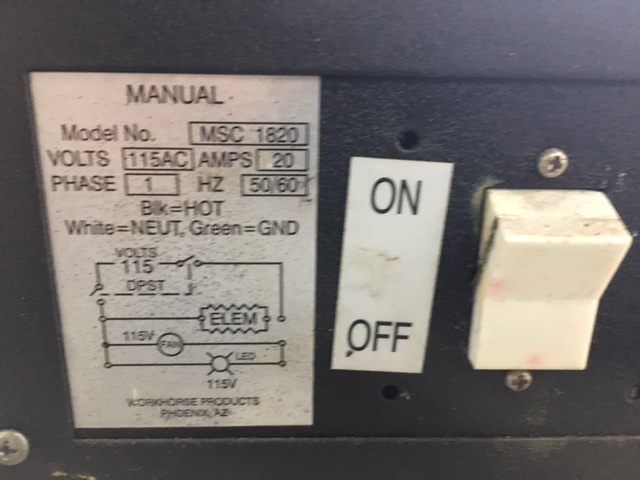 MANUAL
Model No. MSC 1820
VOLTS 115AC AMPS 20
PHASE 1 HZ 50/60
Blk=HOT
White=NEUT, Green=GND
VOLTS
115
DPST
ELEM
115V
FAN
LED
115V
WORKHORSE PRODUCTS
PHOENIX, AZ
ON
OFF